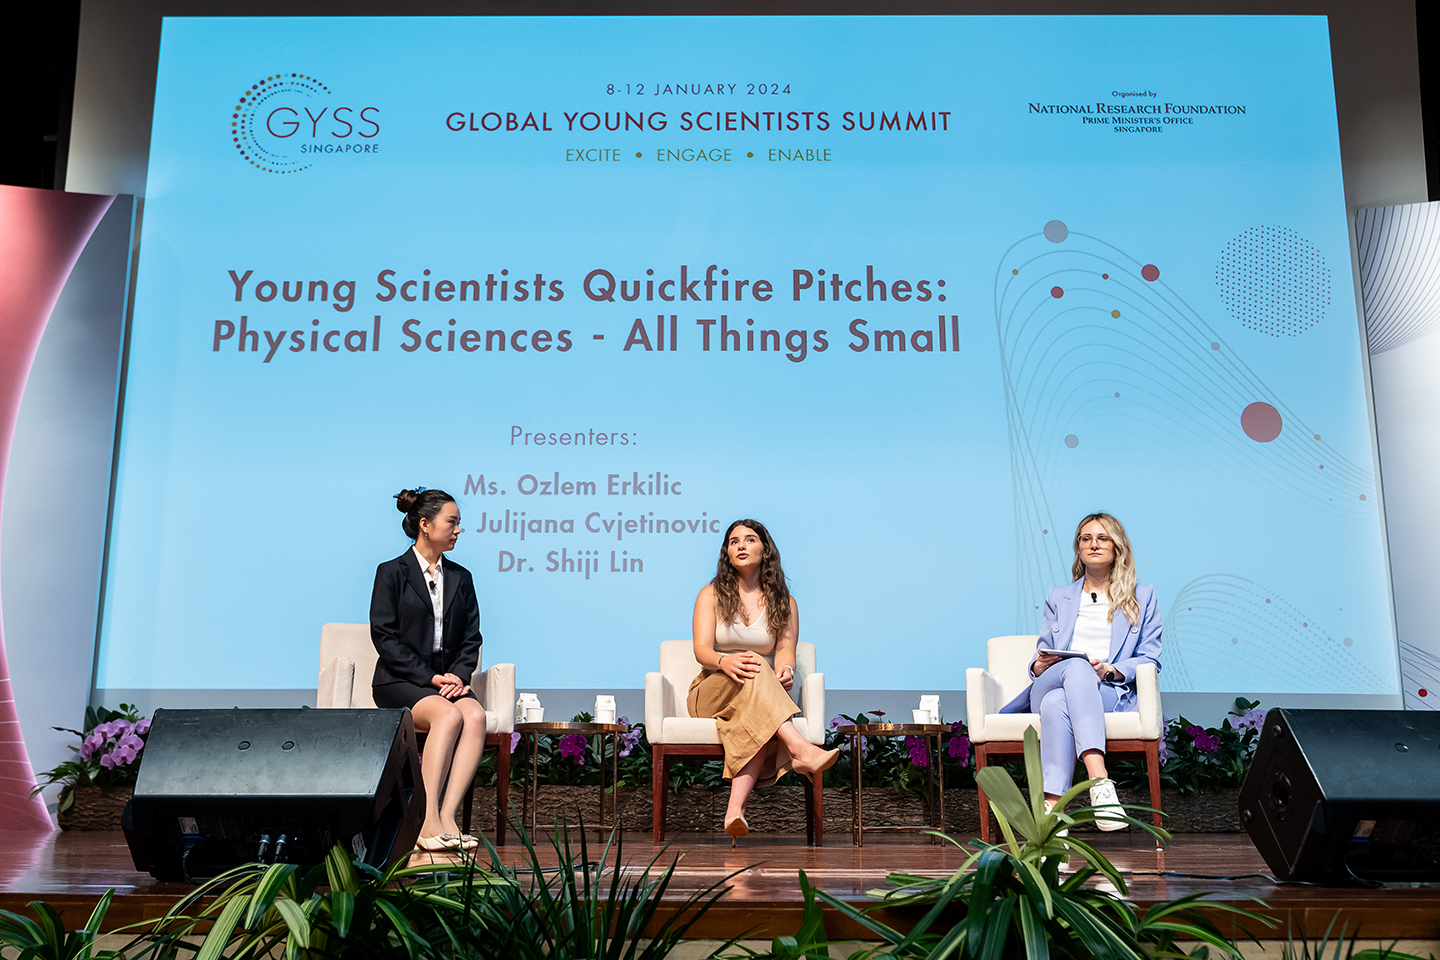 GYSS
SINGAPORE
8-12 JANUARY 2024
GLOBAL YOUNG SCIENTISTS SUMMIT
EXCITE • ENGAGE • ENABLE
Organised by
NATIONAL RESEARCH FOUNDATION
PRIME MINISTER'S OFFICE
SINGAPORE
Young Scientists Quickfire Pitches:
Physical Sciences - All Things Small
Presenters:
Ms. Ozlem Erkilic
. Julijana Cvjetinovic
Dr. Shiji Lin